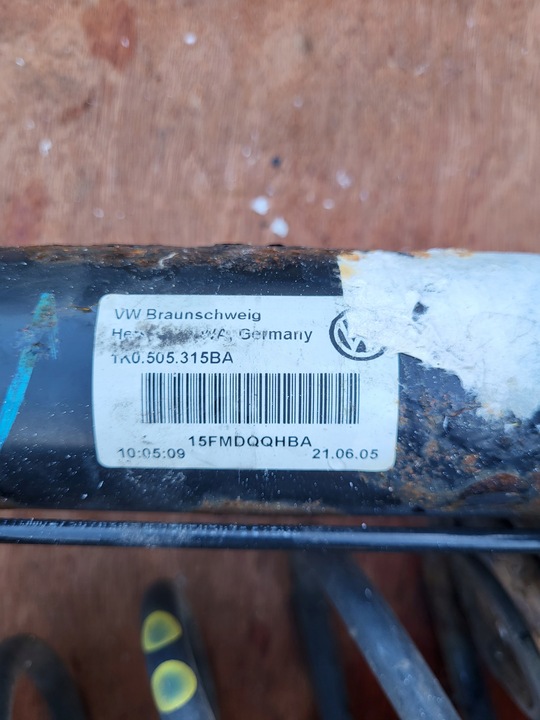 VW Braunschweig
Germany
1K0.505.315BA
15FMDQQHBA
10:05:09 21.06.05